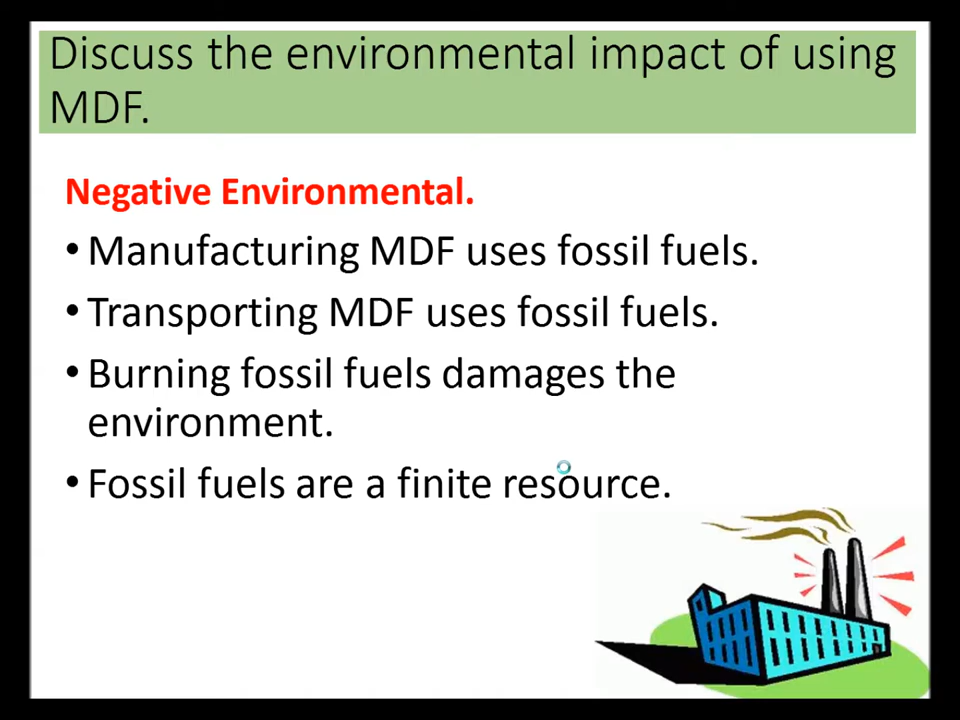 Discuss the environmental impact of using
MDF.
Negative Environmental.
• Manufacturing MDF uses fossil fuels.
• Transporting MDF uses fossil fuels.
• Burning fossil fuels damages the
environment.
• Fossil fuels are a finite resource.